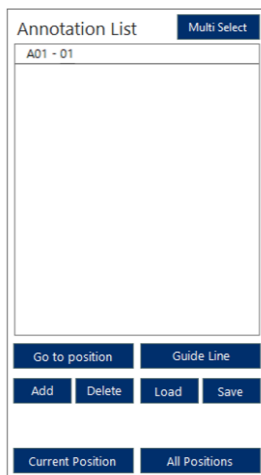 Annotation List Multi Select
A01 - 01
Go to position Guide Line
Add Delete Load Save
Current Position All Positions